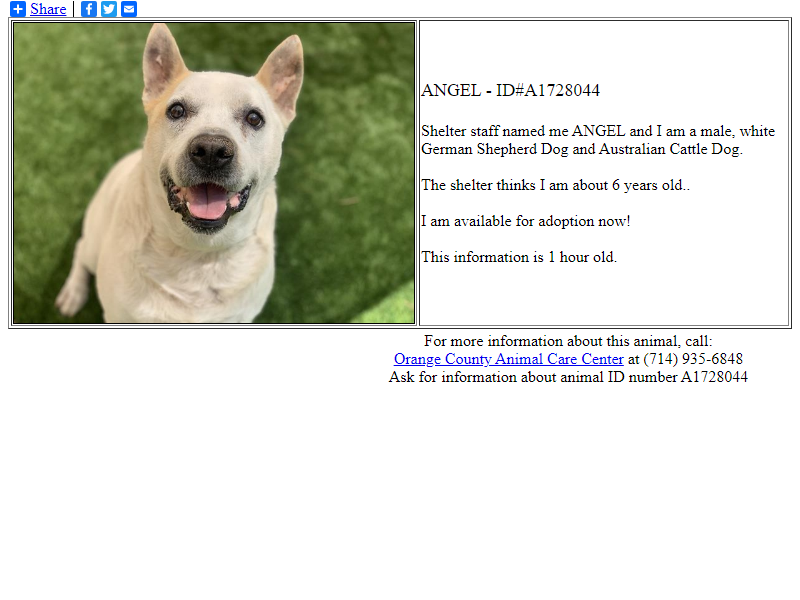 Share |
ANGEL - ID#A1728044
Shelter staff named me ANGEL and I am a male, white
German Shepherd Dog and Australian Cattle Dog.
The shelter thinks I am about 6 years old..
I am available for adoption now!
This information is 1 hour old.
For more information about this animal, call:
Orange County Animal Care Center at (714) 935-6848
Ask for information about animal ID number A1728044